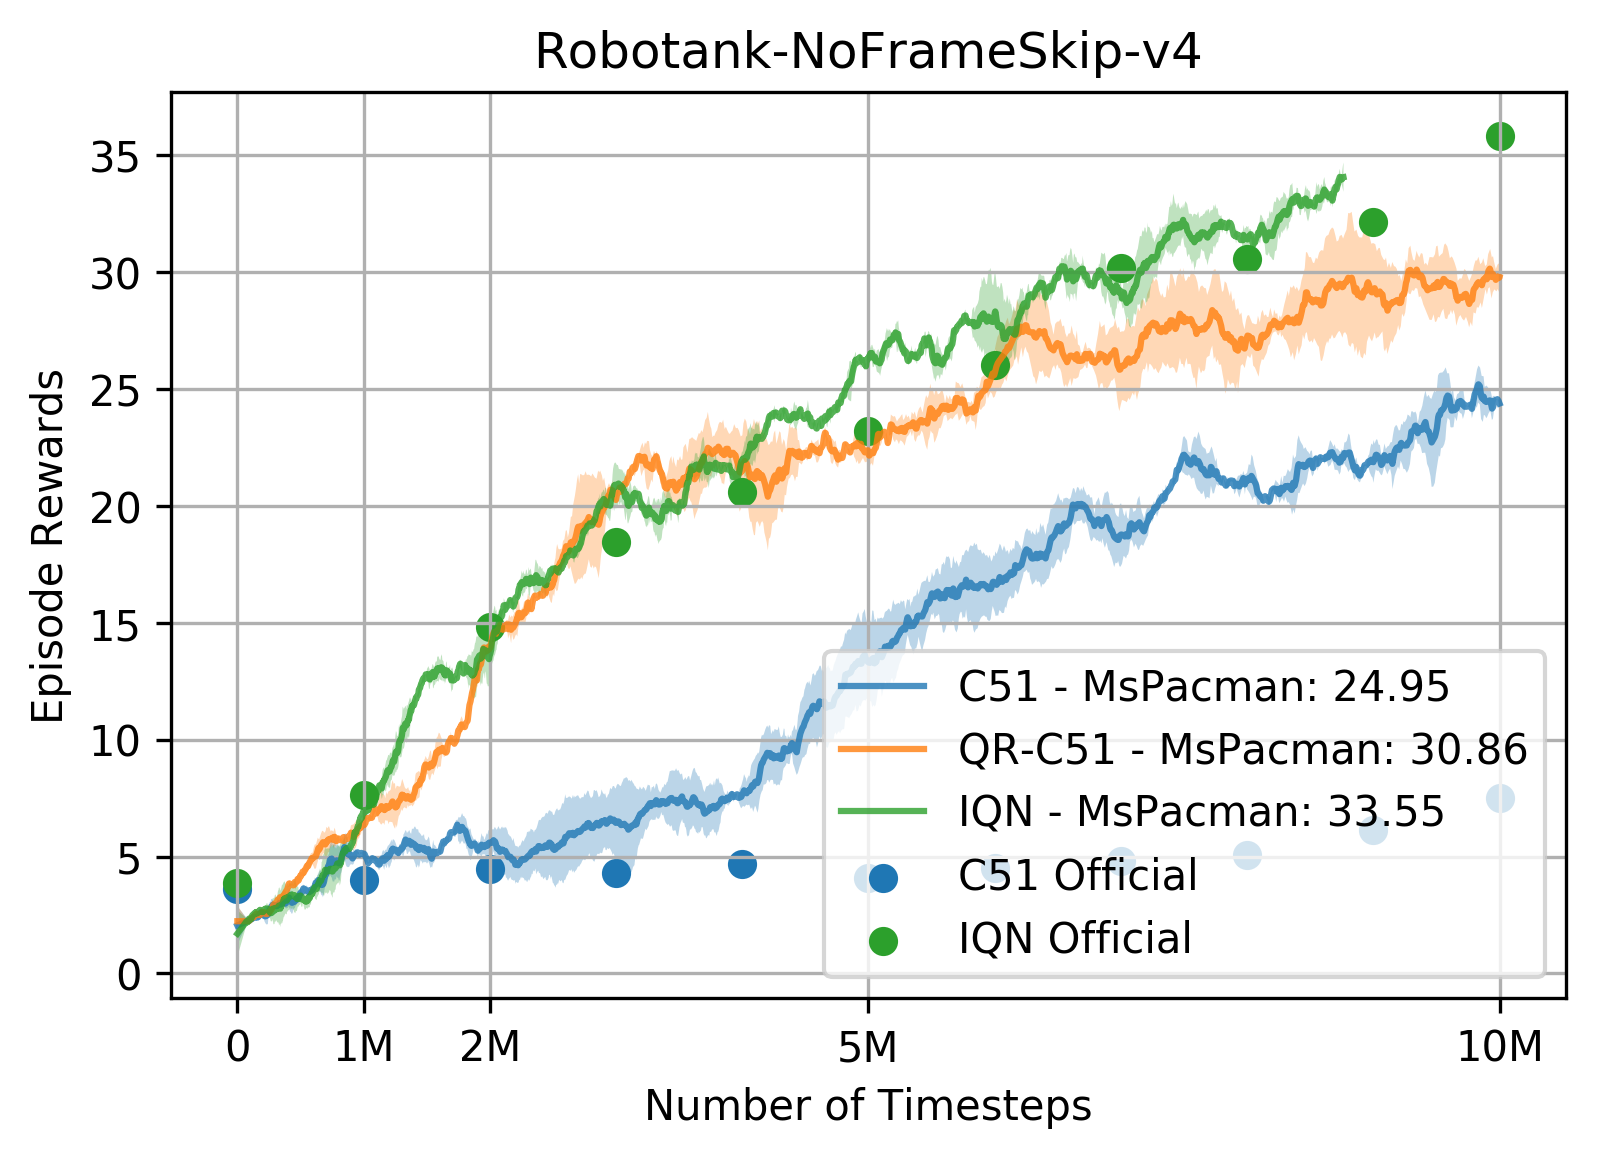 Robotank-NoFrameSkip-v4
Episode Rewards
35
30
25
20
15
10
5
0
C51 - MsPacman: 24.95
QR-C51 - MsPacman: 30.86
IQN - MsPacman: 33.55
C51 Official
IQN Official
0 1M 2M 5M 10M
Number of Timesteps